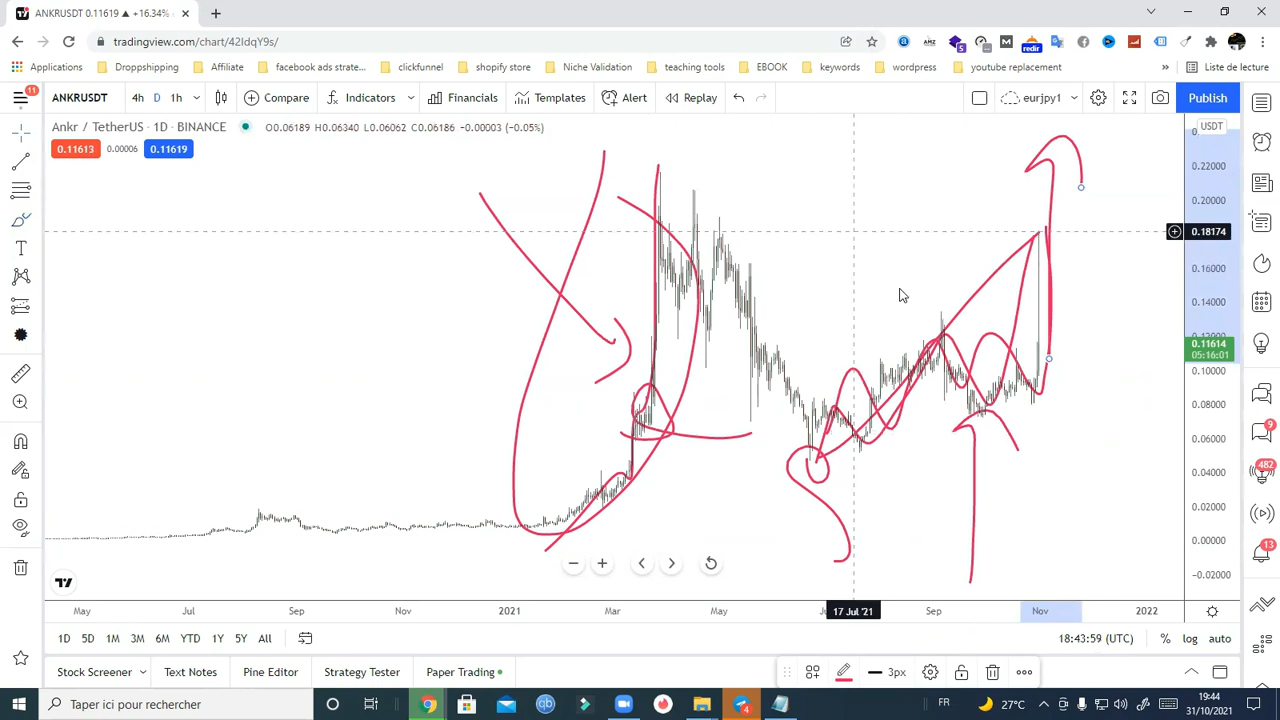 ANKRUSDT 0.11619 ▲ +16.34%
tradingview.com/chart/42IdqY9s/
Applications Droppshipping Affiliate facebook adstrate... clickfunnel shopify store Niche Validation teaching tools EBOOK keywords wordpress youtube replacement » Liste de lecture
11 ANKRUSDT 4h D 1h Compare Indicators Financials Templates Alert Replay eurjpy1 Publish
Ankr / TetherUS · 1D · BINANCE O0.06189 H0.06340 L0.06062 C0.06186 -0.00003 (-0.05%)
USDT
0.11613 0.00006 0.11619
0.22000
0.20000
0.18174
0.16000
0.14000
0.11614
05:16:01
0.10000
0.08000
0.06000
0.04000
0.02000
0.00000
-0.02000
9
482
13
May Jul Sep Nov 2021 Mar May 17 Jul '21 Sep Nov 2022
1D 5D 1M 3M 6M YTD 1Y 5Y All 18:43:59 (UTC) % log auto
Stock Screener Text Notes Pine Editor Strategy Tester Paper Trading 3px
Taper ici pour rechercher 4 FR 27°C 19:44
31/10/2021